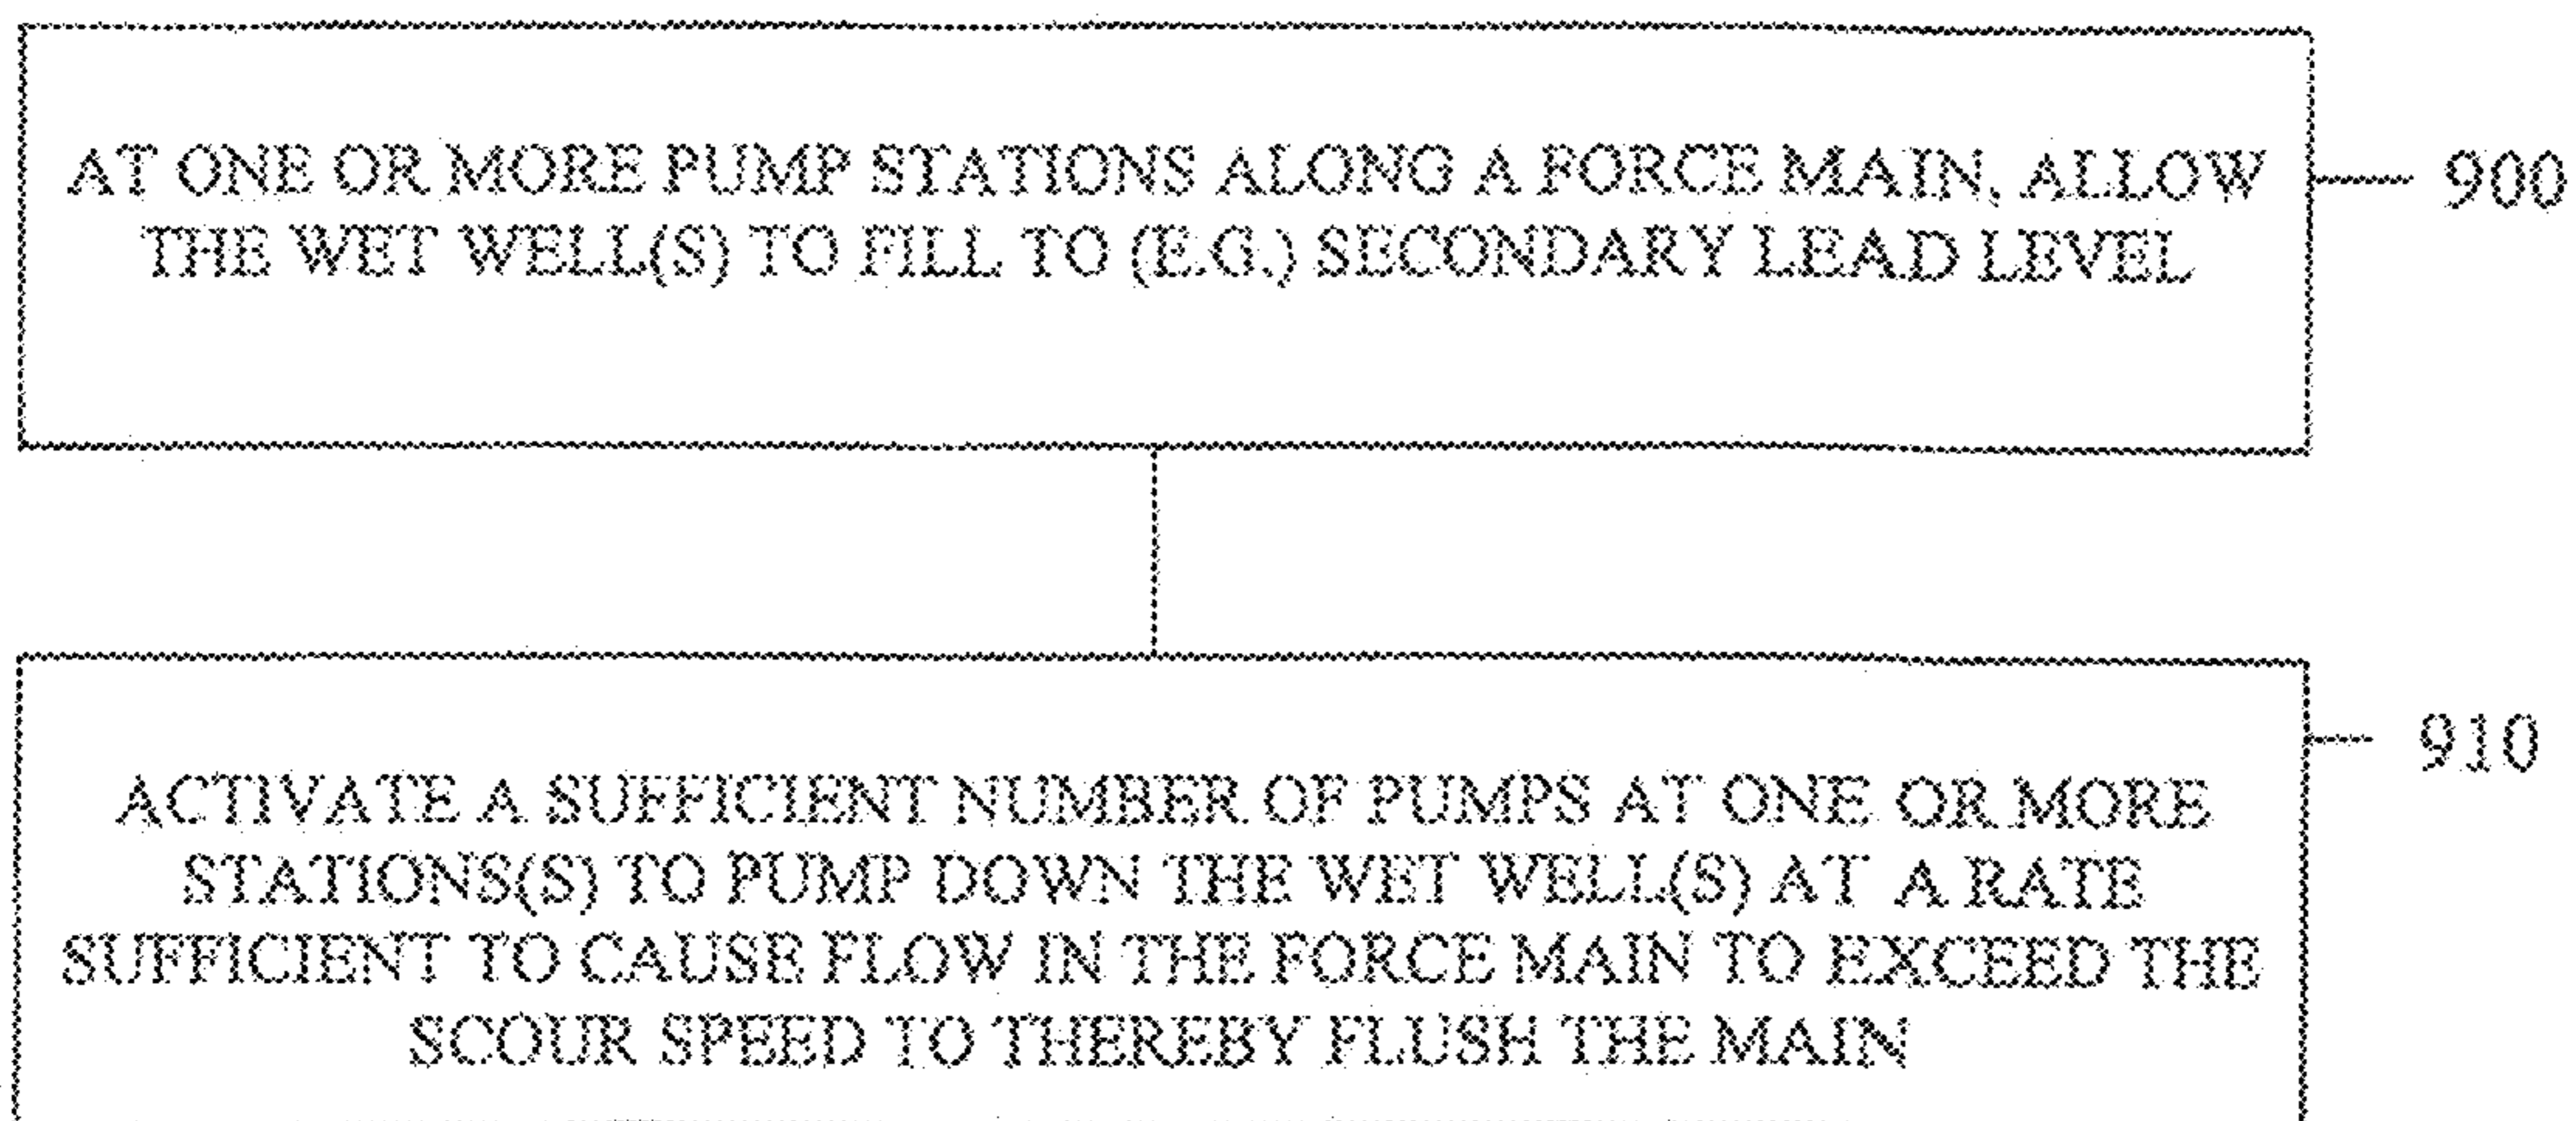 AT ONE OR MORE PUMP STATIONS ALONG A FORCE MAIN, ALLOW
THE WET WELL(S) TO FILL TO (E.G.) SECONDARY LEAD LEVEL
900
910
ACTIVATE A SUFFICIENT NUMBER OF PUMPS AT ONE OR MORE
STATIONS(S) TO PUMP DOWN THE WET WELL(S) AT A RATE
SUFFICIENT TO CAUSE FLOW IN THE FORCE MAIN TO EXCEED THE
SCOUR SPEED TO THEREBY FLUSH THE MAIN